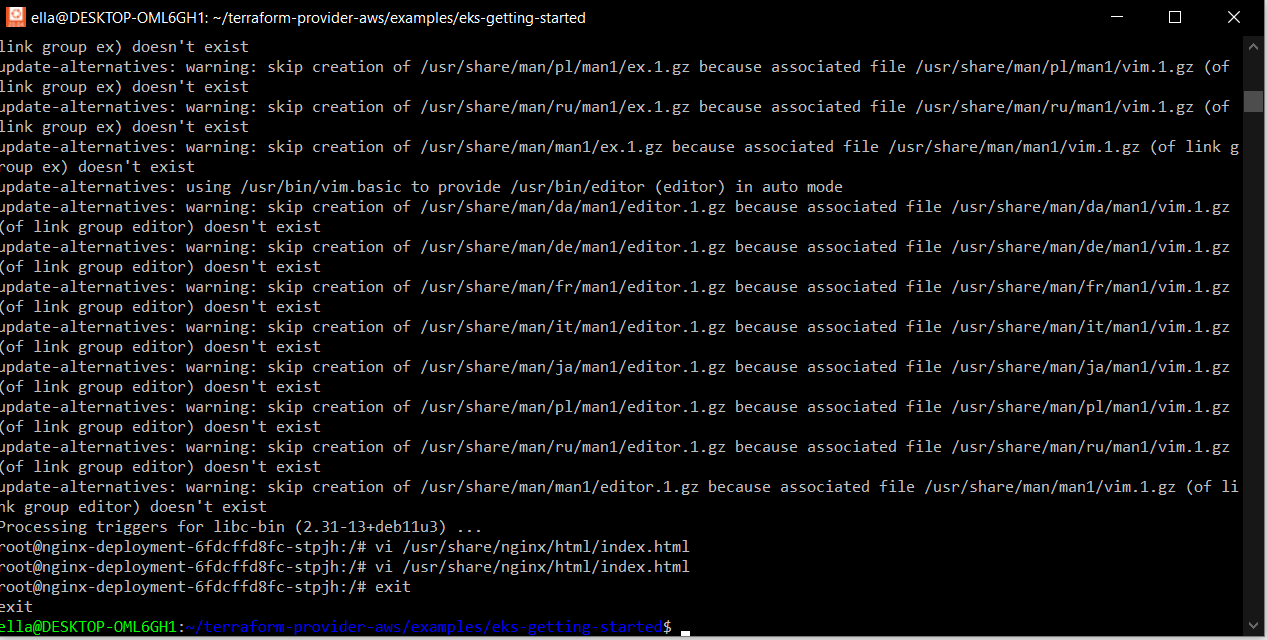 ella@DESKTOP-OML6GH1: ~/terraform-provider-aws/examples/eks-getting-started
link group ex) doesn't exist
update-alternatives: warning: skip creation of /usr/share/man/pl/man1/ex.1.gz because associated file /usr/share/man/pl/man1/vim.1.gz (of
link group ex) doesn't exist
update-alternatives: warning: skip creation of /usr/share/man/ru/man1/ex.1.gz because associated file /usr/share/man/ru/man1/vim.1.gz (of
link group ex) doesn't exist
update-alternatives: warning: skip creation of /usr/share/man/man1/ex.1.gz because associated file /usr/share/man/man1/vim.1.gz (of link g
roup ex) doesn't exist
update-alternatives: using /usr/bin/vim.basic to provide /usr/bin/editor (editor) in auto mode
update-alternatives: warning: skip creation of /usr/share/man/da/man1/editor.1.gz because associated file /usr/share/man/da/man1/vim.1.gz
(of link group editor) doesn't exist
update-alternatives: warning: skip creation of /usr/share/man/de/man1/editor.1.gz because associated file /usr/share/man/de/man1/vim.1.gz
(of link group editor) doesn't exist
update-alternatives: warning: skip creation of /usr/share/man/fr/man1/editor.1.gz because associated file /usr/share/man/fr/man1/vim.1.gz
(of link group editor) doesn't exist
update-alternatives: warning: skip creation of /usr/share/man/it/man1/editor.1.gz because associated file /usr/share/man/it/man1/vim.1.gz
(of link group editor) doesn't exist
update-alternatives: warning: skip creation of /usr/share/man/ja/man1/editor.1.gz because associated file /usr/share/man/ja/man1/vim.1.gz
(of link group editor) doesn't exist
update-alternatives: warning: skip creation of /usr/share/man/pl/man1/editor.1.gz because associated file /usr/share/man/pl/man1/vim.1.gz
(of link group editor) doesn't exist
update-alternatives: warning: skip creation of /usr/share/man/ru/man1/editor.1.gz because associated file /usr/share/man/ru/man1/vim.1.gz
(of link group editor) doesn't exist
update-alternatives: warning: skip creation of /usr/share/man/man1/editor.1.gz because associated file /usr/share/man/man1/vim.1.gz (of li
nk group editor) doesn't exist
Processing triggers for libc-bin (2.31-13+deb11u3) ...
root@nginx-deployment-6fdcffd8fc-stpjh:/# vi /usr/share/nginx/html/index.html
root@nginx-deployment-6fdcffd8fc-stpjh:/# vi /usr/share/nginx/html/index.html
root@nginx-deployment-6fdcffd8fc-stpjh:/# exit
exit
ella@DESKTOP-OML6GH1:~/terraform-provider-aws/examples/eks-getting-started$